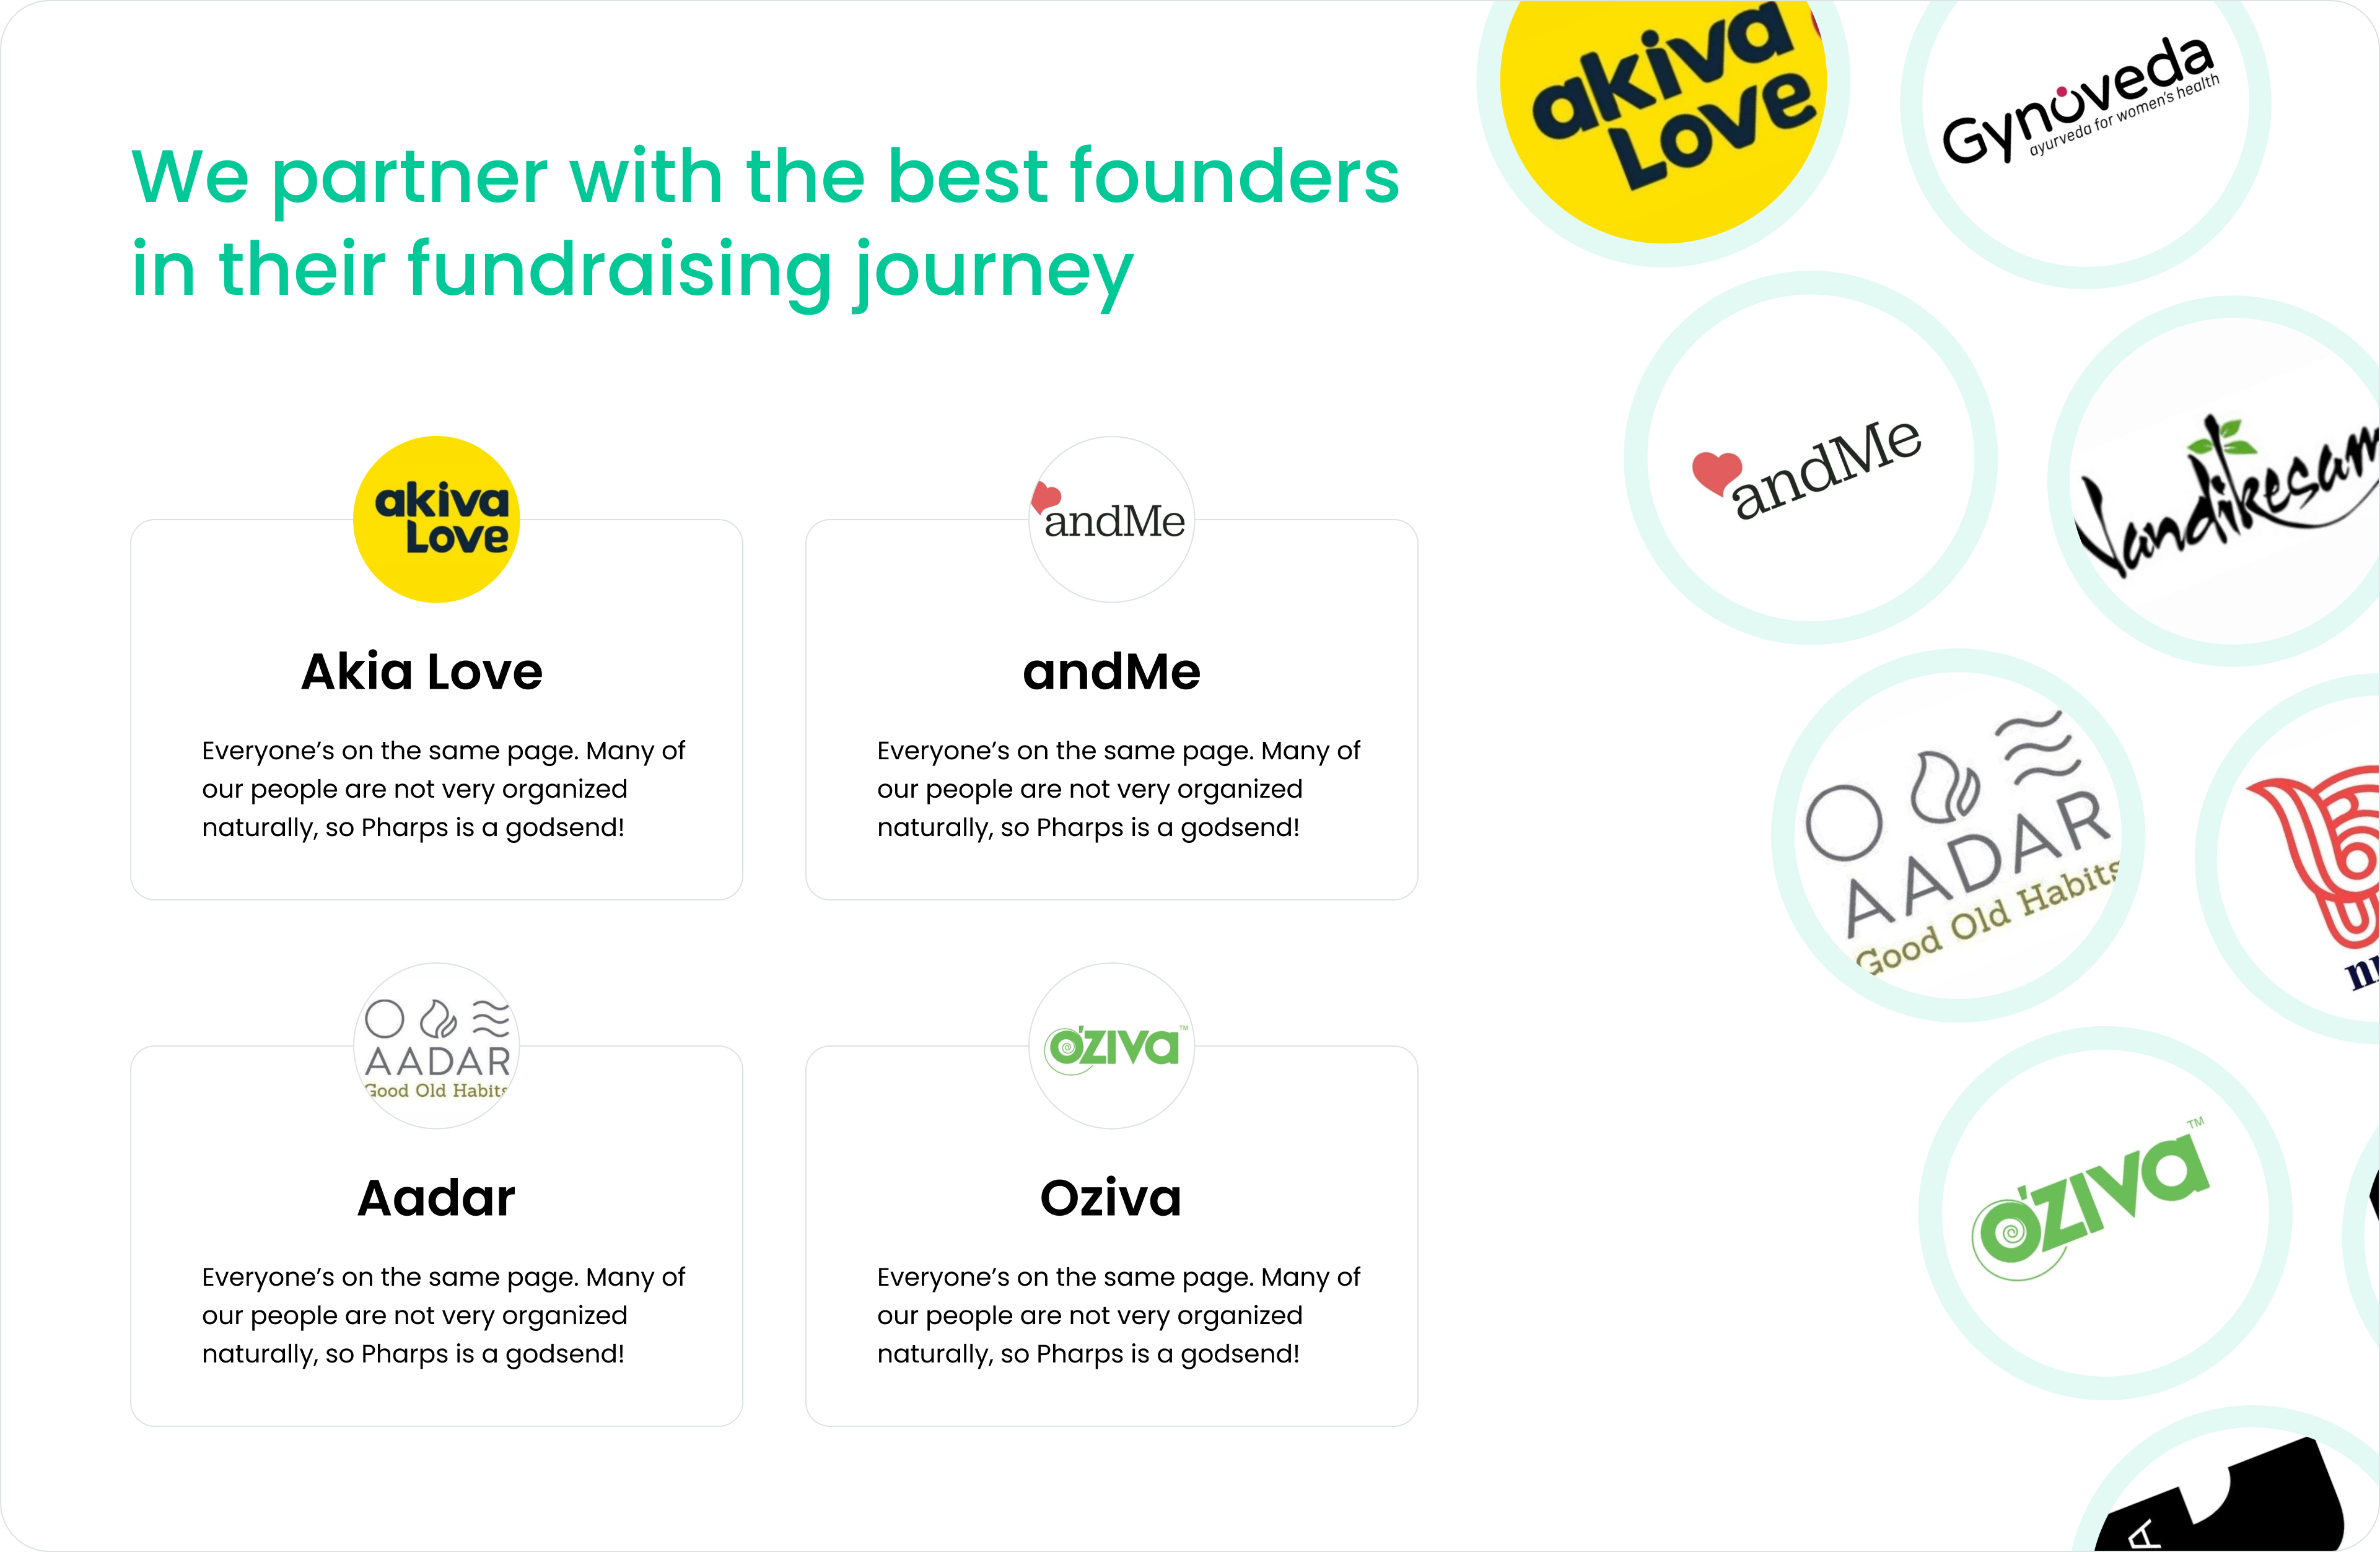 We partner with the best founders
in their fundraising journey
akiva
Love
Akia Love
Everyone’s on the same page. Many of
our people are not very organized
naturally, so Pharps is a godsend!
andMe
andMe
Everyone’s on the same page. Many of
our people are not very organized
naturally, so Pharps is a godsend!
AADAR
Good Old Habits
Aadar
Everyone’s on the same page. Many of
our people are not very organized
naturally, so Pharps is a godsend!
o'ziva™
Oziva
Everyone’s on the same page. Many of
our people are not very organized
naturally, so Pharps is a godsend!
akiva
Love
Gynoveda
ayurveda for women's health
andMe
Nandikesam
AADAR
Good Old Habits
o'ziva™
A